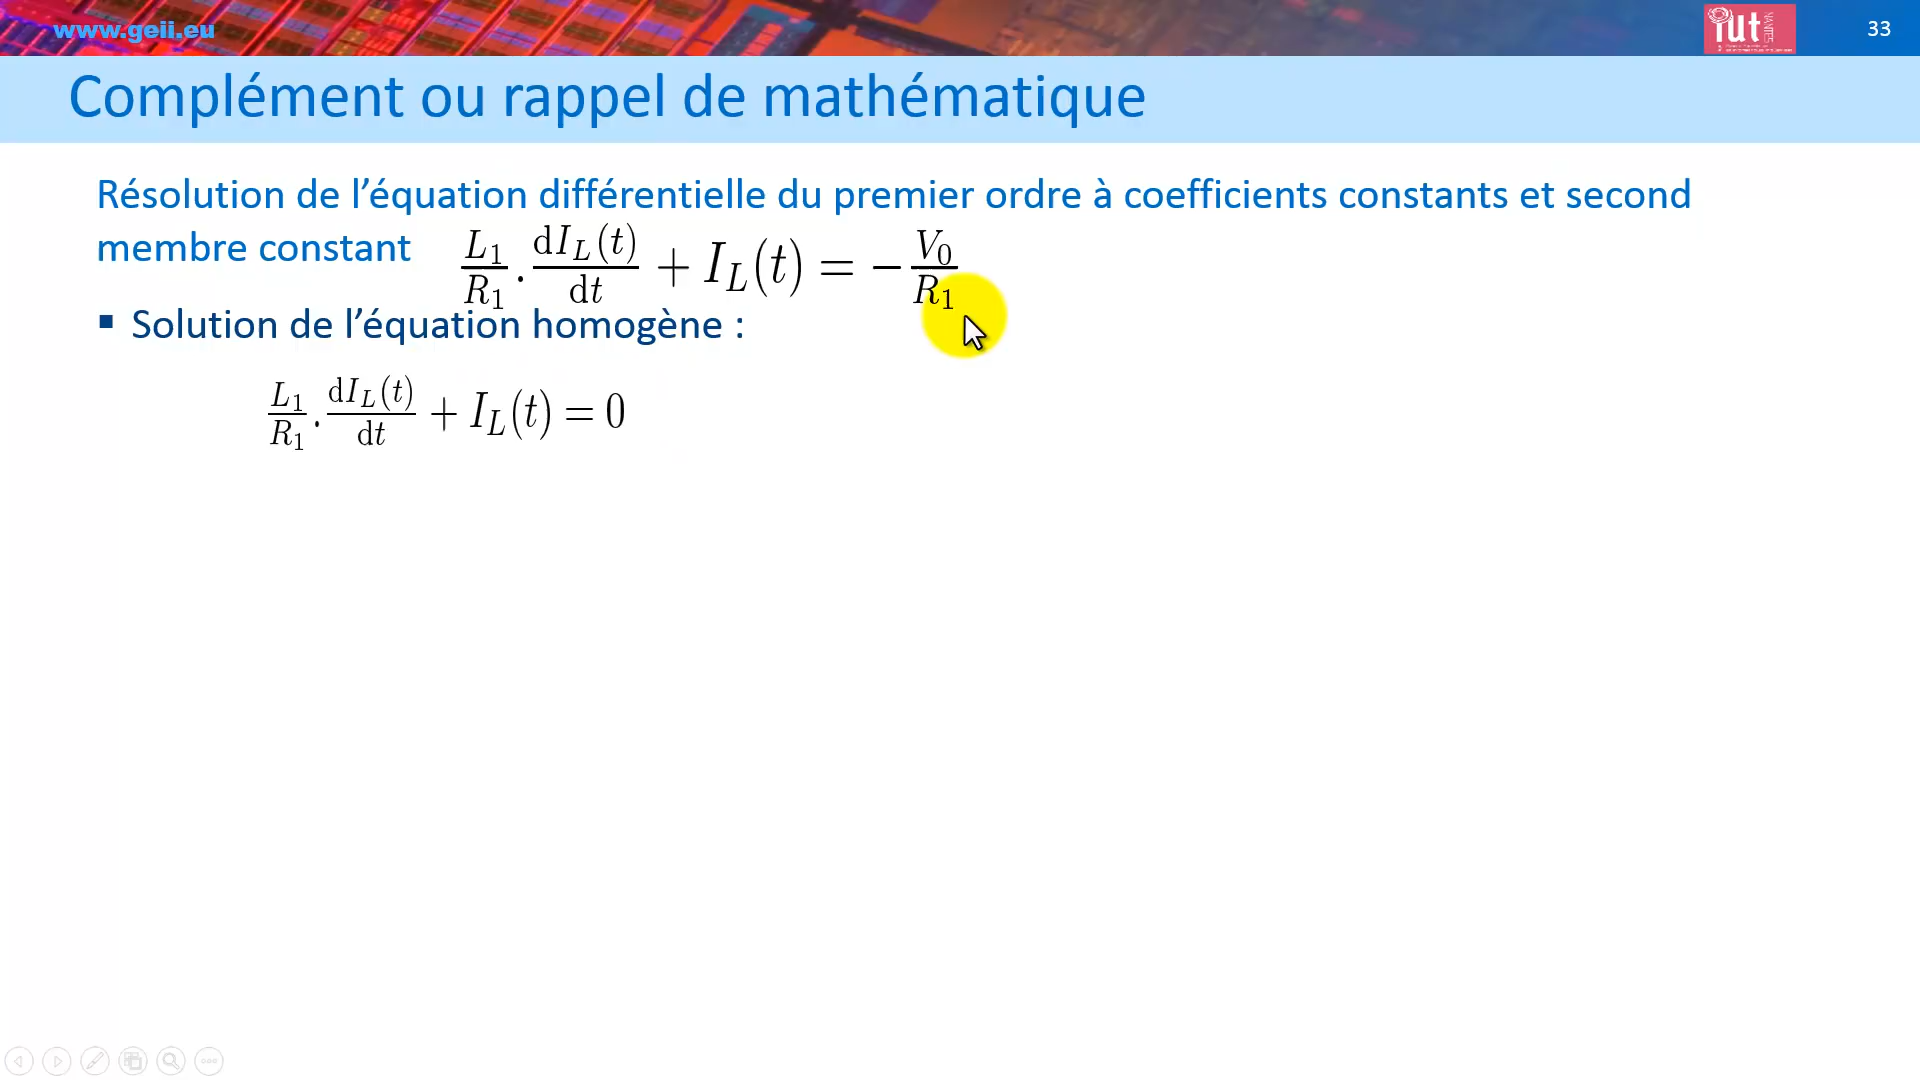 www.geii.eu
iut
NANTES
33
Complément ou rappel de mathématique
Résolution de l’équation différentielle du premier ordre à coefficients constants et second
membre constant L₁/R₁ . dI_L(t)/dt + I_L(t) = − V₀/R₁
▪ Solution de l’équation homogène :
L₁/R₁ . dI_L(t)/dt + I_L(t) = 0